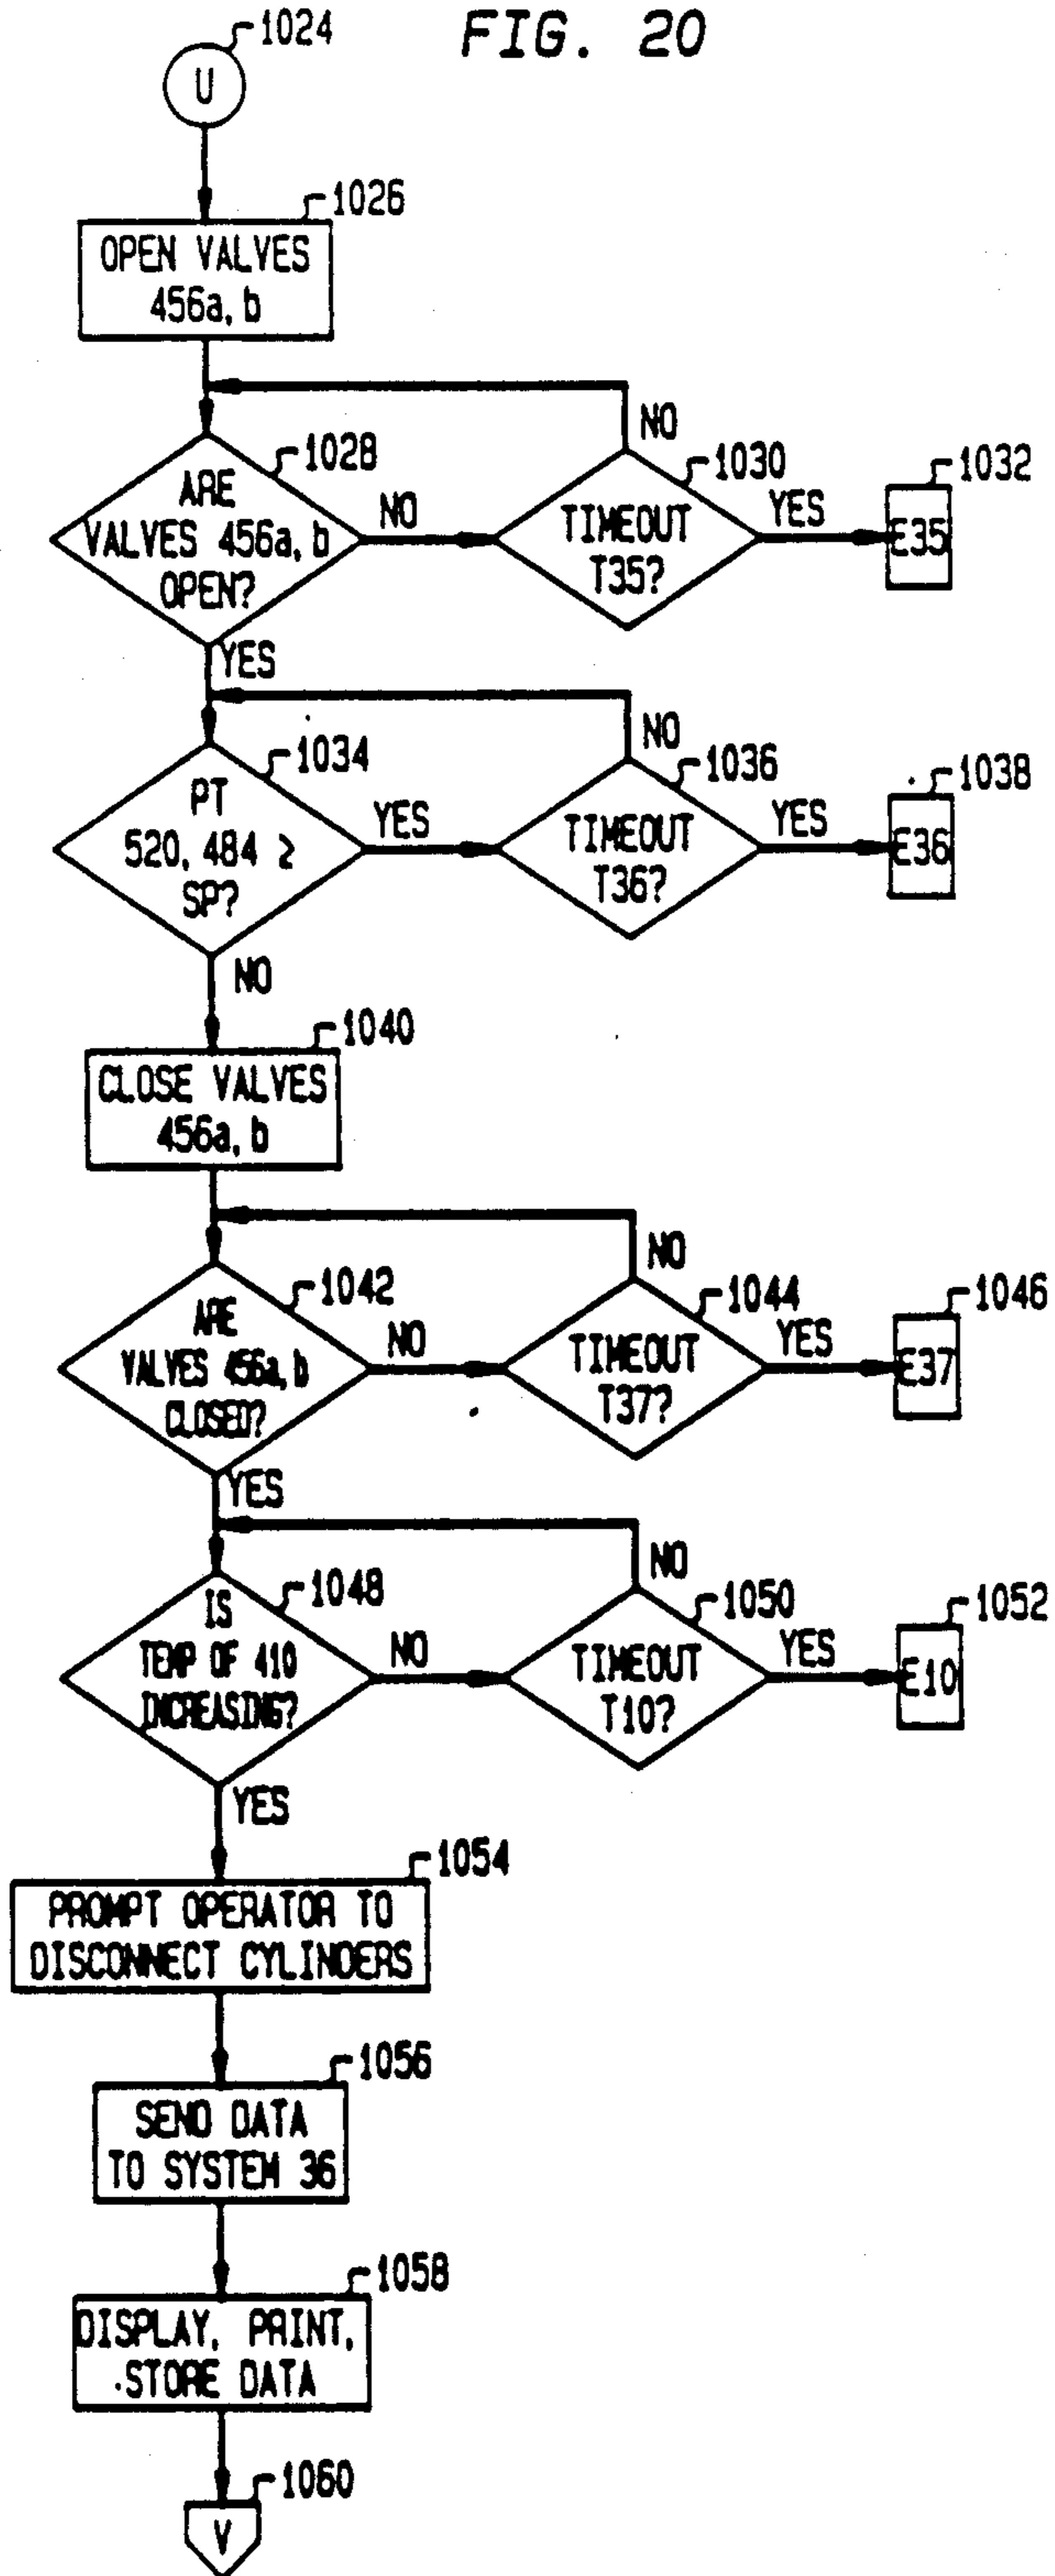 FIG. 20
1024
U
1026
OPEN VALVES
456a, b
NO
1028
ARE
VALVES 456a, b
OPEN?
NO
1030
TIMEOUT
T35?
YES
1032
E35
YES
NO
1034
PT
520, 484 ≥
SP?
YES
1036
TIMEOUT
T36?
YES
1038
E36
NO
1040
CLOSE VALVES
456a, b
NO
1042
ARE
VALVES 456a, b
CLOSED?
NO
1044
TIMEOUT
T37?
YES
1046
E37
YES
NO
1048
IS
TEMP OF 410
INCREASING?
NO
1050
TIMEOUT
T10?
YES
1052
E10
YES
1054
PROMPT OPERATOR TO
DISCONNECT CYLINDERS
1056
SEND DATA
TO SYSTEM 36
1058
DISPLAY, PRINT,
STORE DATA
1060
V